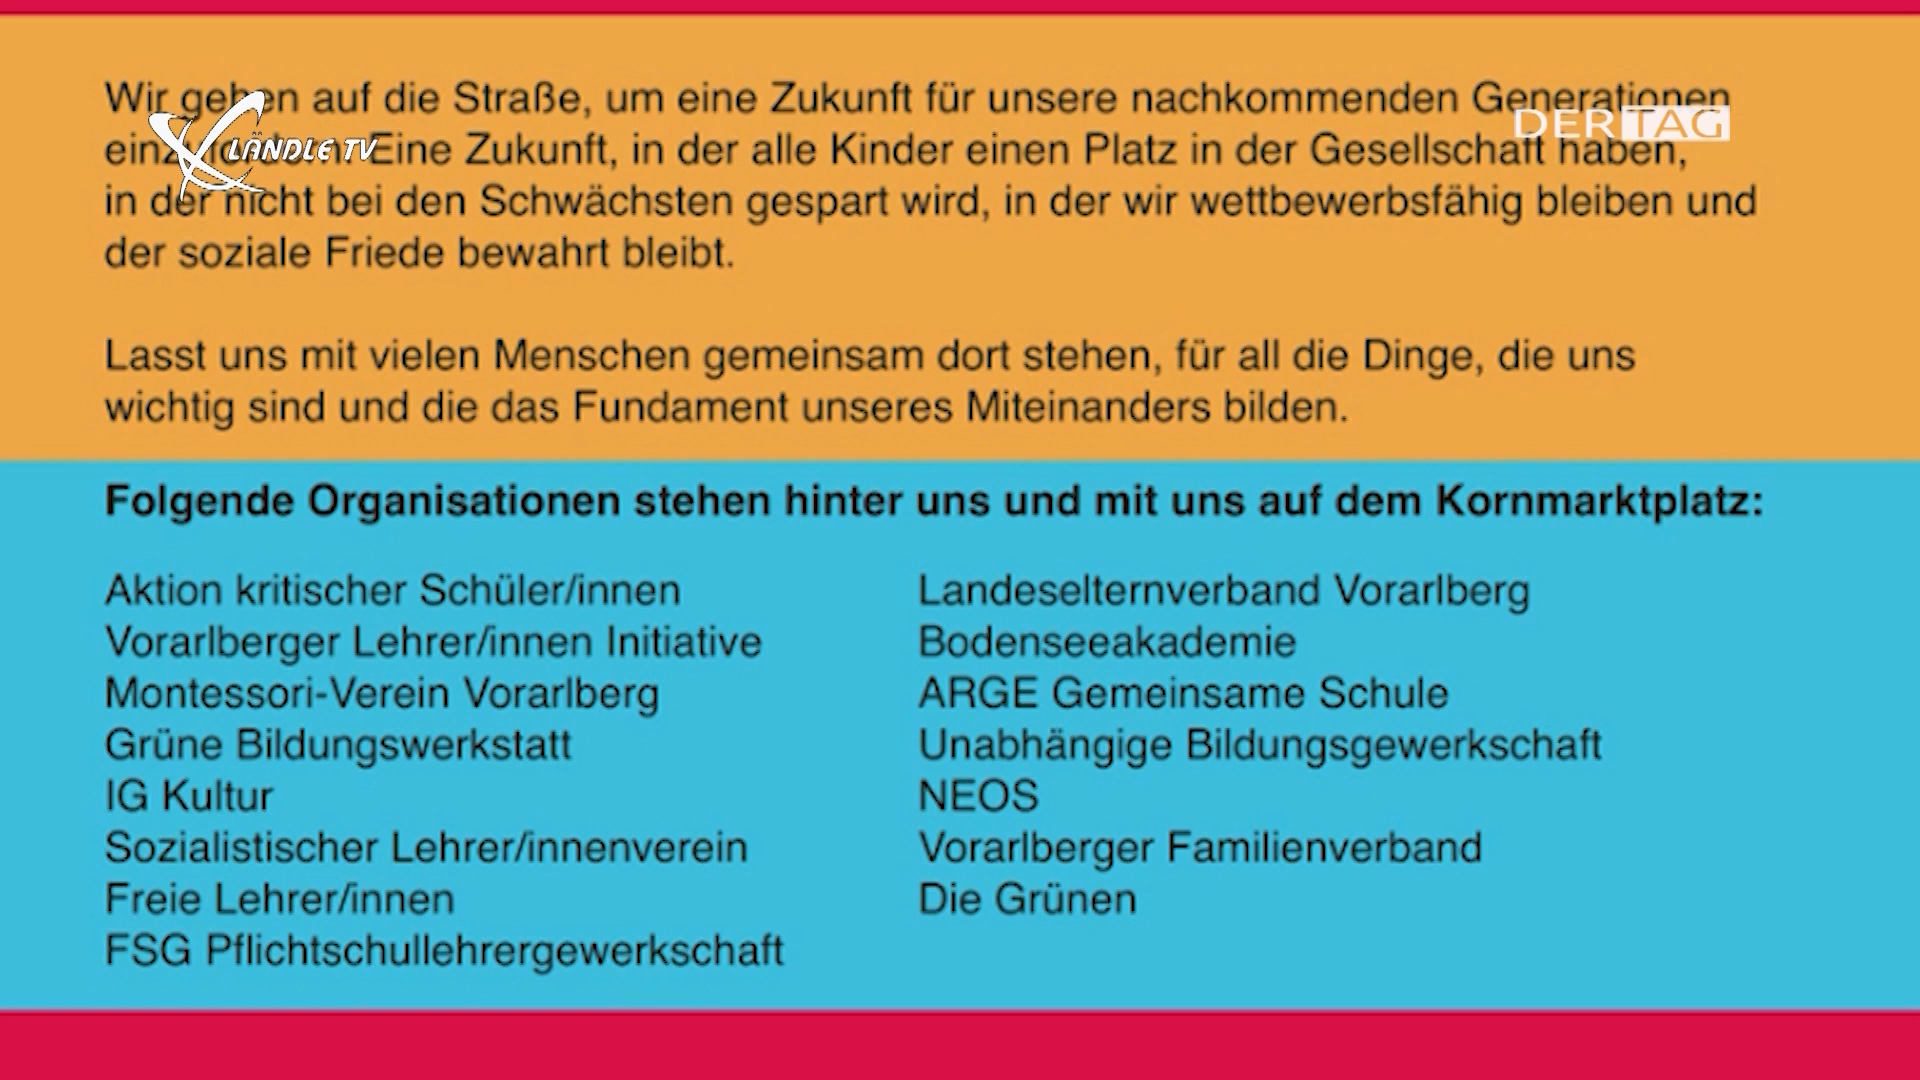 Wir gehen auf die Straße, um eine Zukunft für unsere nachkommenden Generationen
Eine Zukunft, in der alle Kinder einen Platz in der Gesellschaft haben,
in der nicht bei den Schwächsten gespart wird, in der wir wettbewerbsfähig bleiben und
der soziale Friede bewahrt bleibt.
LÄNDLE TV
DER TAG
Lasst uns mit vielen Menschen gemeinsam dort stehen, für all die Dinge, die uns
wichtig sind und die das Fundament unseres Miteinanders bilden.
Folgende Organisationen stehen hinter uns und mit uns auf dem Kornmarktplatz:
Aktion kritischer Schüler/innen
Vorarlberger Lehrer/innen Initiative
Montessori-Verein Vorarlberg
Grüne Bildungswerkstatt
IG Kultur
Sozialistischer Lehrer/innenverein
Freie Lehrer/innen
FSG Pflichtschullehrergewerkschaft
Landeselternverband Vorarlberg
Bodenseeakademie
ARGE Gemeinsame Schule
Unabhängige Bildungsgewerkschaft
NEOS
Vorarlberger Familienverband
Die Grünen